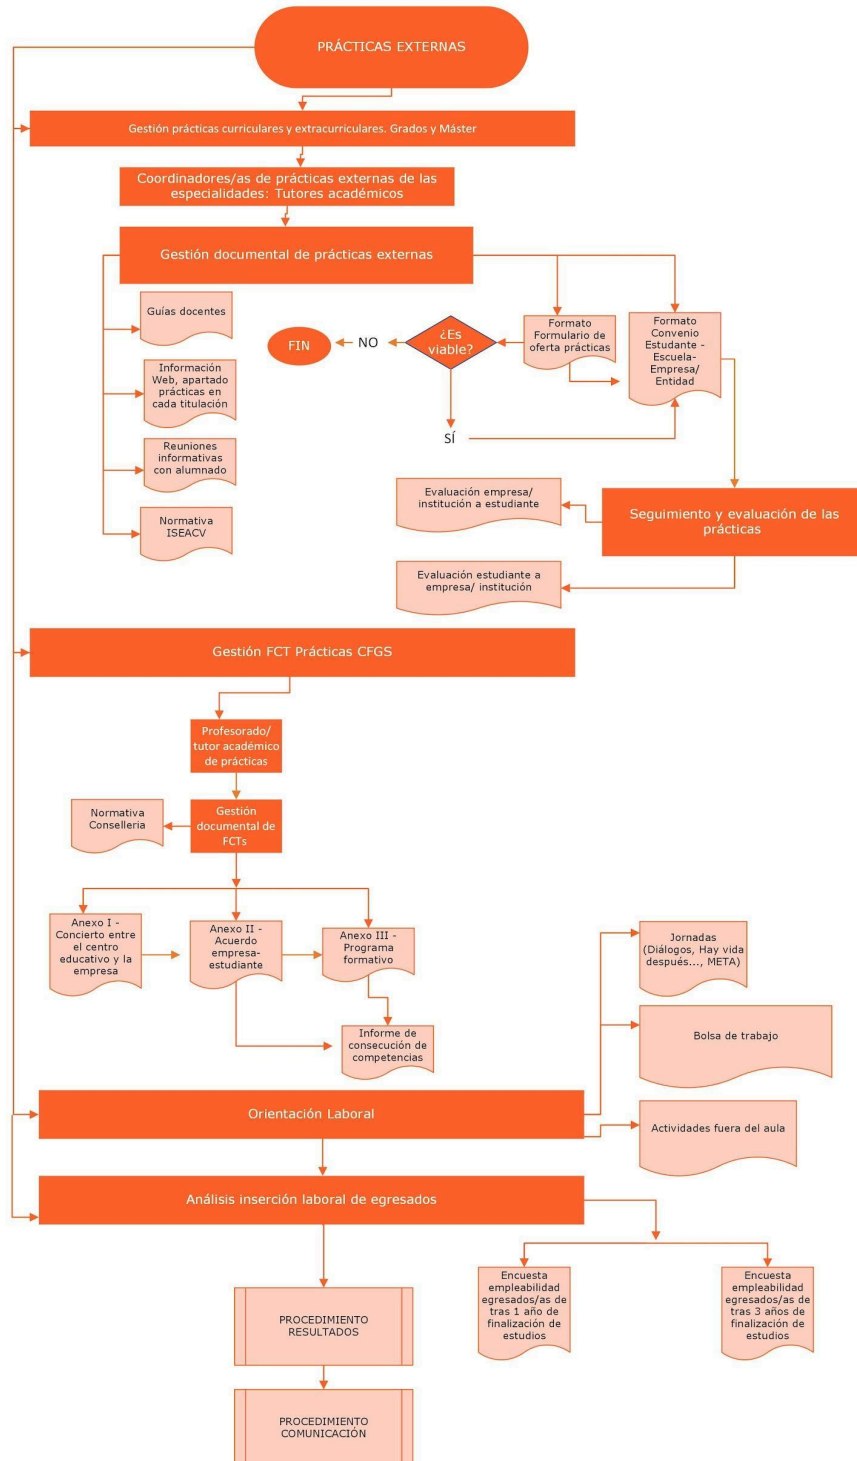 PRÁCTICAS EXTERNAS
Gestión prácticas curriculares y extracurriculares. Grados y Máster
Coordinadores/as de prácticas externas de las
especialidades: Tutores académicos
Gestión documental de prácticas externas
Guías docentes
Información
Web, apartado
prácticas en
cada titulación
Reuniones
informativas
con alumnado
Normativa
ISEACV
FIN
NO
¿Es
viable?
SÍ
Formato
Formulario de
oferta prácticas
Formato
Convenio
Estudiante -
Escuela-
Empresa/
Entidad
Seguimiento y evaluación de las
prácticas
Evaluación empresa/
institución a estudiante
Evaluación estudiante a
empresa/ institución
Gestión FCT Prácticas CFGS
Profesorado/
tutor académico
de prácticas
Gestión
documental de
FCTs
Normativa
Conselleria
Anexo I -
Concierto entre
el centro
educativo y la
empresa
Anexo II -
Acuerdo
empresa-
estudiante
Anexo III -
Programa
formativo
Informe de
consecución de
competencias
Orientación Laboral
Jornadas
(Diálogos, Hay vida
después..., META)
Bolsa de trabajo
Actividades fuera del aula
Análisis inserción laboral de egresados
Encuesta
empleabilidad
egresados/as de
tras 1 año de
finalización de
estudios
Encuesta
empleabilidad
egresados/as de
tras 3 años de
finalización de
estudios
PROCEDIMIENTO
RESULTADOS
PROCEDIMIENTO
COMUNICACIÓN